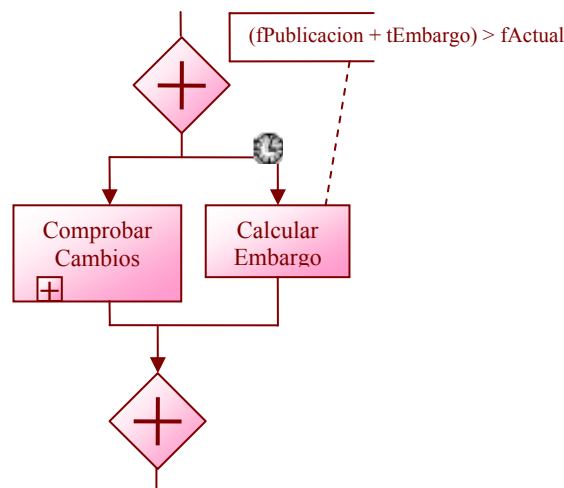 (fPublicacion + tEmbargo) > fActual
Comprobar
Cambios
Calcular
Embargo